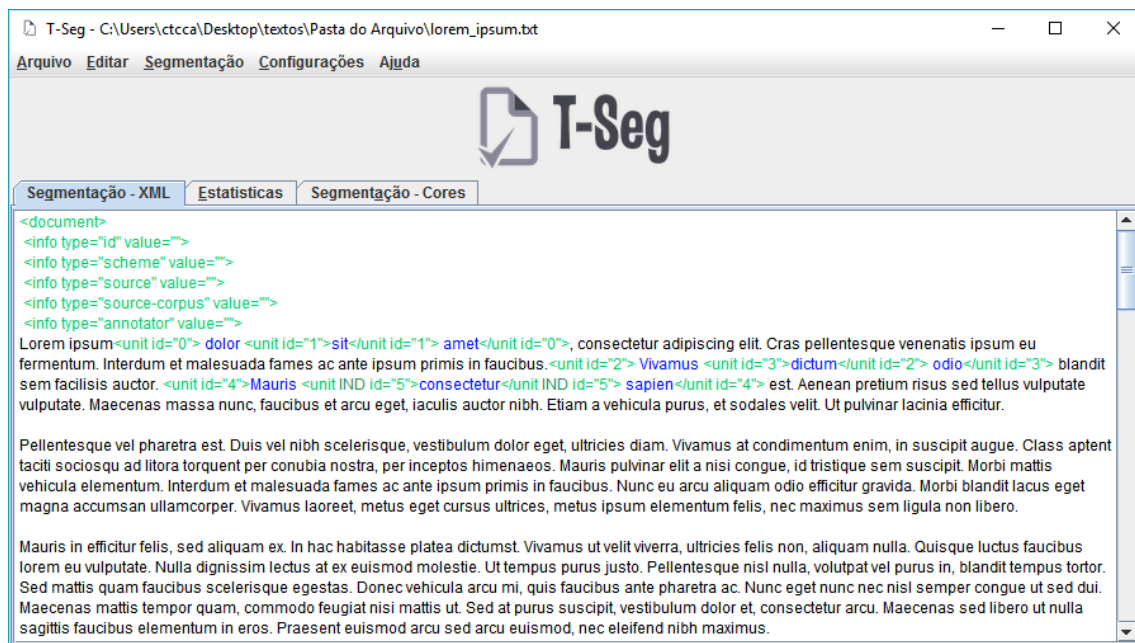 T-Seg - C:\Users\ctcca\Desktop\textos\Pasta do Arquivo\lorem_ipsum.txt
Arquivo Editar Segmentação Configurações Ajuda
T-Seg
Segmentação - XML Estatisticas Segmentação - Cores
<document>
<info type="id" value="">
<info type="scheme" value="">
<info type="source" value="">
<info type="source-corpus" value="">
<info type="annotator" value="">
Lorem ipsum<unit id="0"> dolor <unit id="1">sit</unit id="1"> amet</unit id="0">, consectetur adipiscing elit. Cras pellentesque venenatis ipsum eu
fermentum. Interdum et malesuada fames ac ante ipsum primis in faucibus.<unit id="2"> Vivamus <unit id="3">dictum</unit id="2"> odio</unit id="3"> blandit
sem facilisis auctor. <unit id="4">Mauris <unit IND id="5">consectetur</unit IND id="5"> sapien</unit id="4"> est. Aenean pretium risus sed tellus vulputate
vulputate. Maecenas massa nunc, faucibus et arcu eget, iaculis auctor nibh. Etiam a vehicula purus, et sodales velit. Ut pulvinar lacinia efficitur.
Pellentesque vel pharetra est. Duis vel nibh scelerisque, vestibulum dolor eget, ultricies diam. Vivamus at condimentum enim, in suscipit augue. Class aptent
taciti sociosqu ad litora torquent per conubia nostra, per inceptos himenaeos. Mauris pulvinar elit a nisi congue, id tristique sem suscipit. Morbi mattis
vehicula elementum. Interdum et malesuada fames ac ante ipsum primis in faucibus. Nunc eu arcu aliquam odio efficitur gravida. Morbi blandit lacus eget
magna accumsan ullamcorper. Vivamus laoreet, metus eget cursus ultrices, metus ipsum elementum felis, nec maximus sem ligula non libero.
Mauris in efficitur felis, sed aliquam ex. In hac habitasse platea dictumst. Vivamus ut velit viverra, ultricies felis non, aliquam nulla. Quisque luctus faucibus
lorem eu vulputate. Nulla dignissim lectus at ex euismod molestie. Ut tempus purus justo. Pellentesque nisl nulla, volutpat vel purus in, blandit tempus tortor.
Sed mattis quam faucibus scelerisque egestas. Donec vehicula arcu mi, quis faucibus ante pharetra ac. Nunc eget nunc nec nisl semper congue ut sed dui.
Maecenas mattis tempor quam, commodo feugiat nisi mattis ut. Sed at purus suscipit, vestibulum dolor et, consectetur arcu. Maecenas sed libero ut nulla
sagittis faucibus elementum in eros. Praesent euismod arcu sed arcu euismod, nec eleifend nibh maximus.